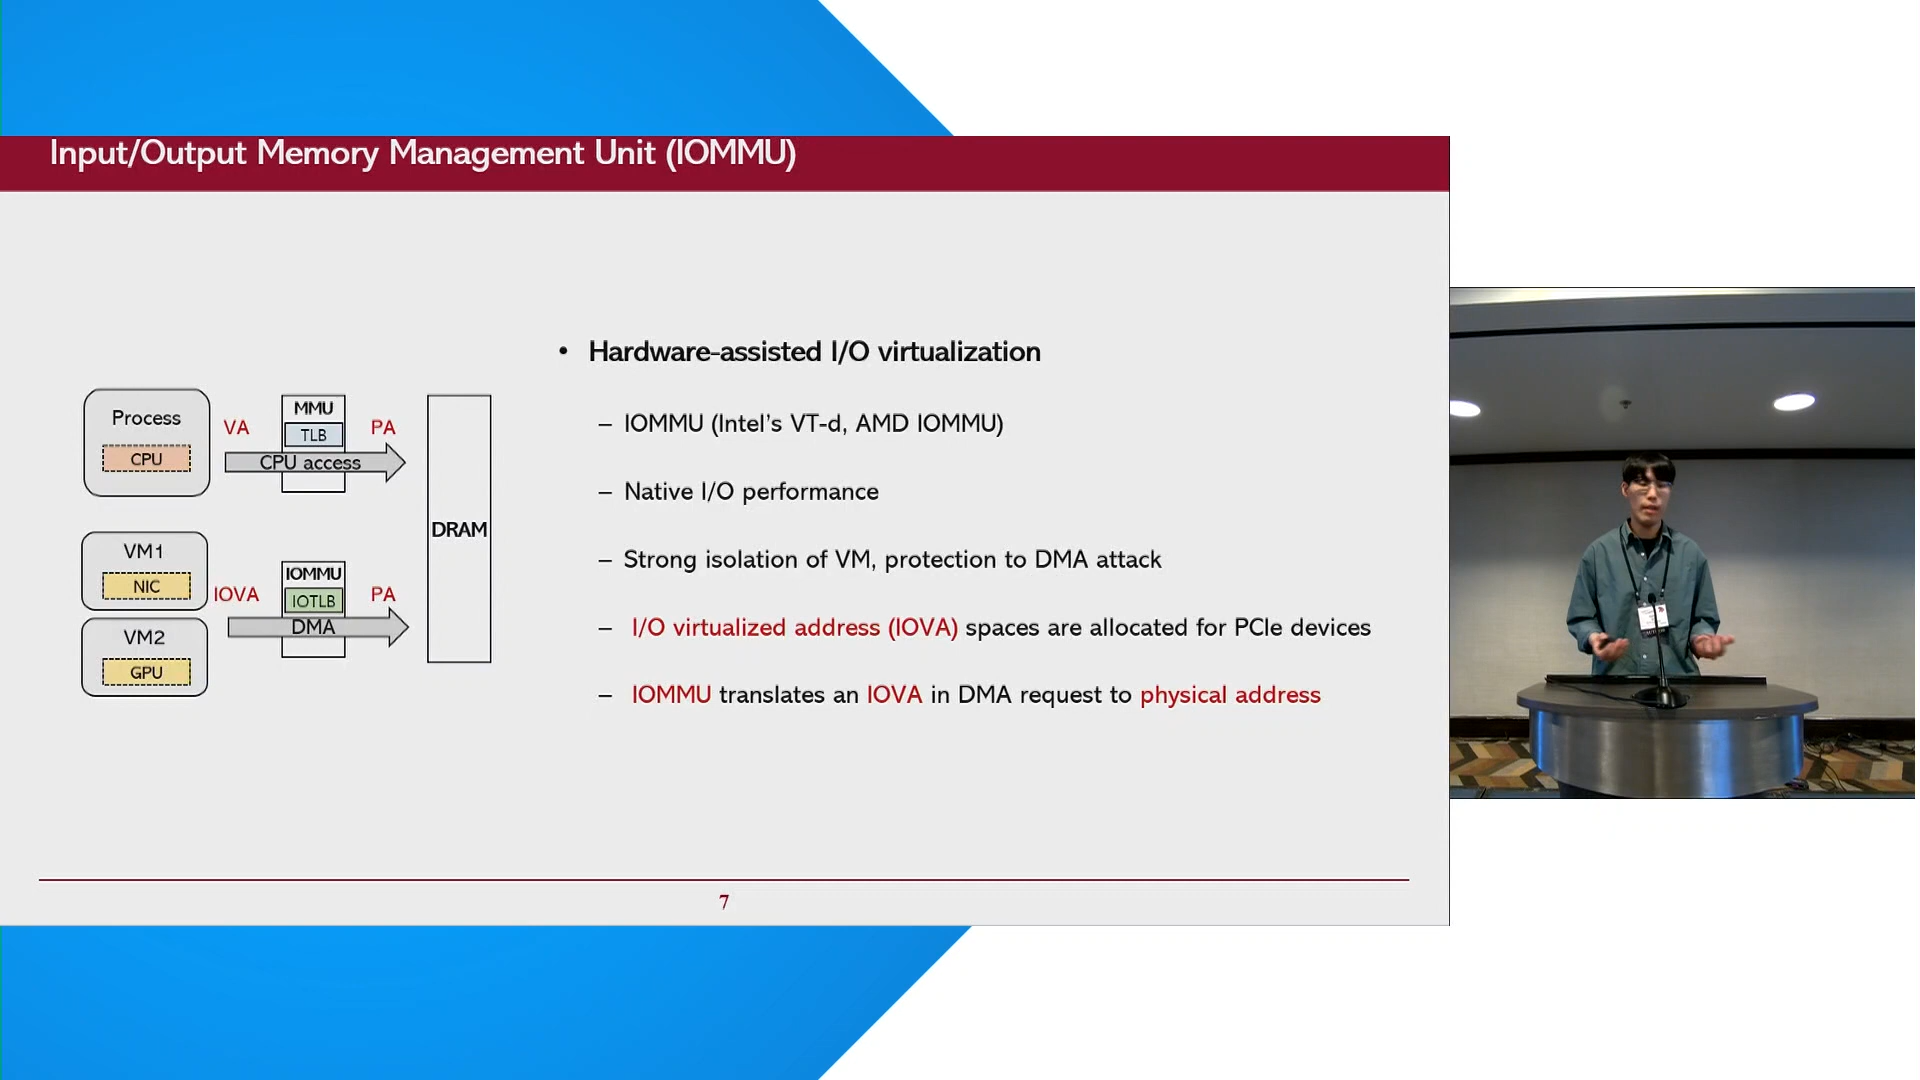 Input/Output Memory Management Unit (IOMMU)
Process
CPU
VA
MMU
TLB
PA
CPU access
DRAM
VM1
NIC
VM2
GPU
IOVA
IOMMU
IOTLB
PA
DMA
• Hardware-assisted I/O virtualization
– IOMMU (Intel's VT-d, AMD IOMMU)
– Native I/O performance
– Strong isolation of VM, protection to DMA attack
– I/O virtualized address (IOVA) spaces are allocated for PCIe devices
– IOMMU translates an IOVA in DMA request to physical address
7